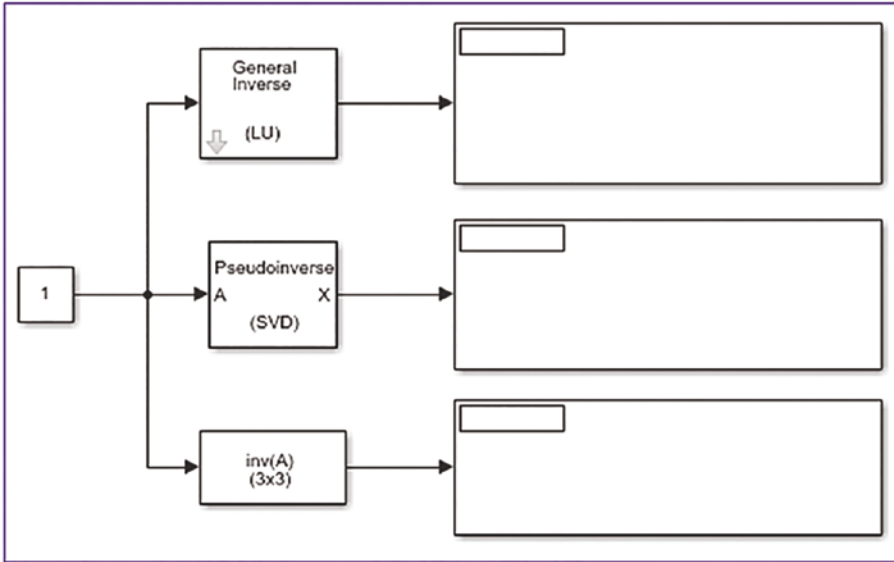 General
Inverse
(LU)
1
Pseudoinverse
A X
(SVD)
inv(A)
(3x3)